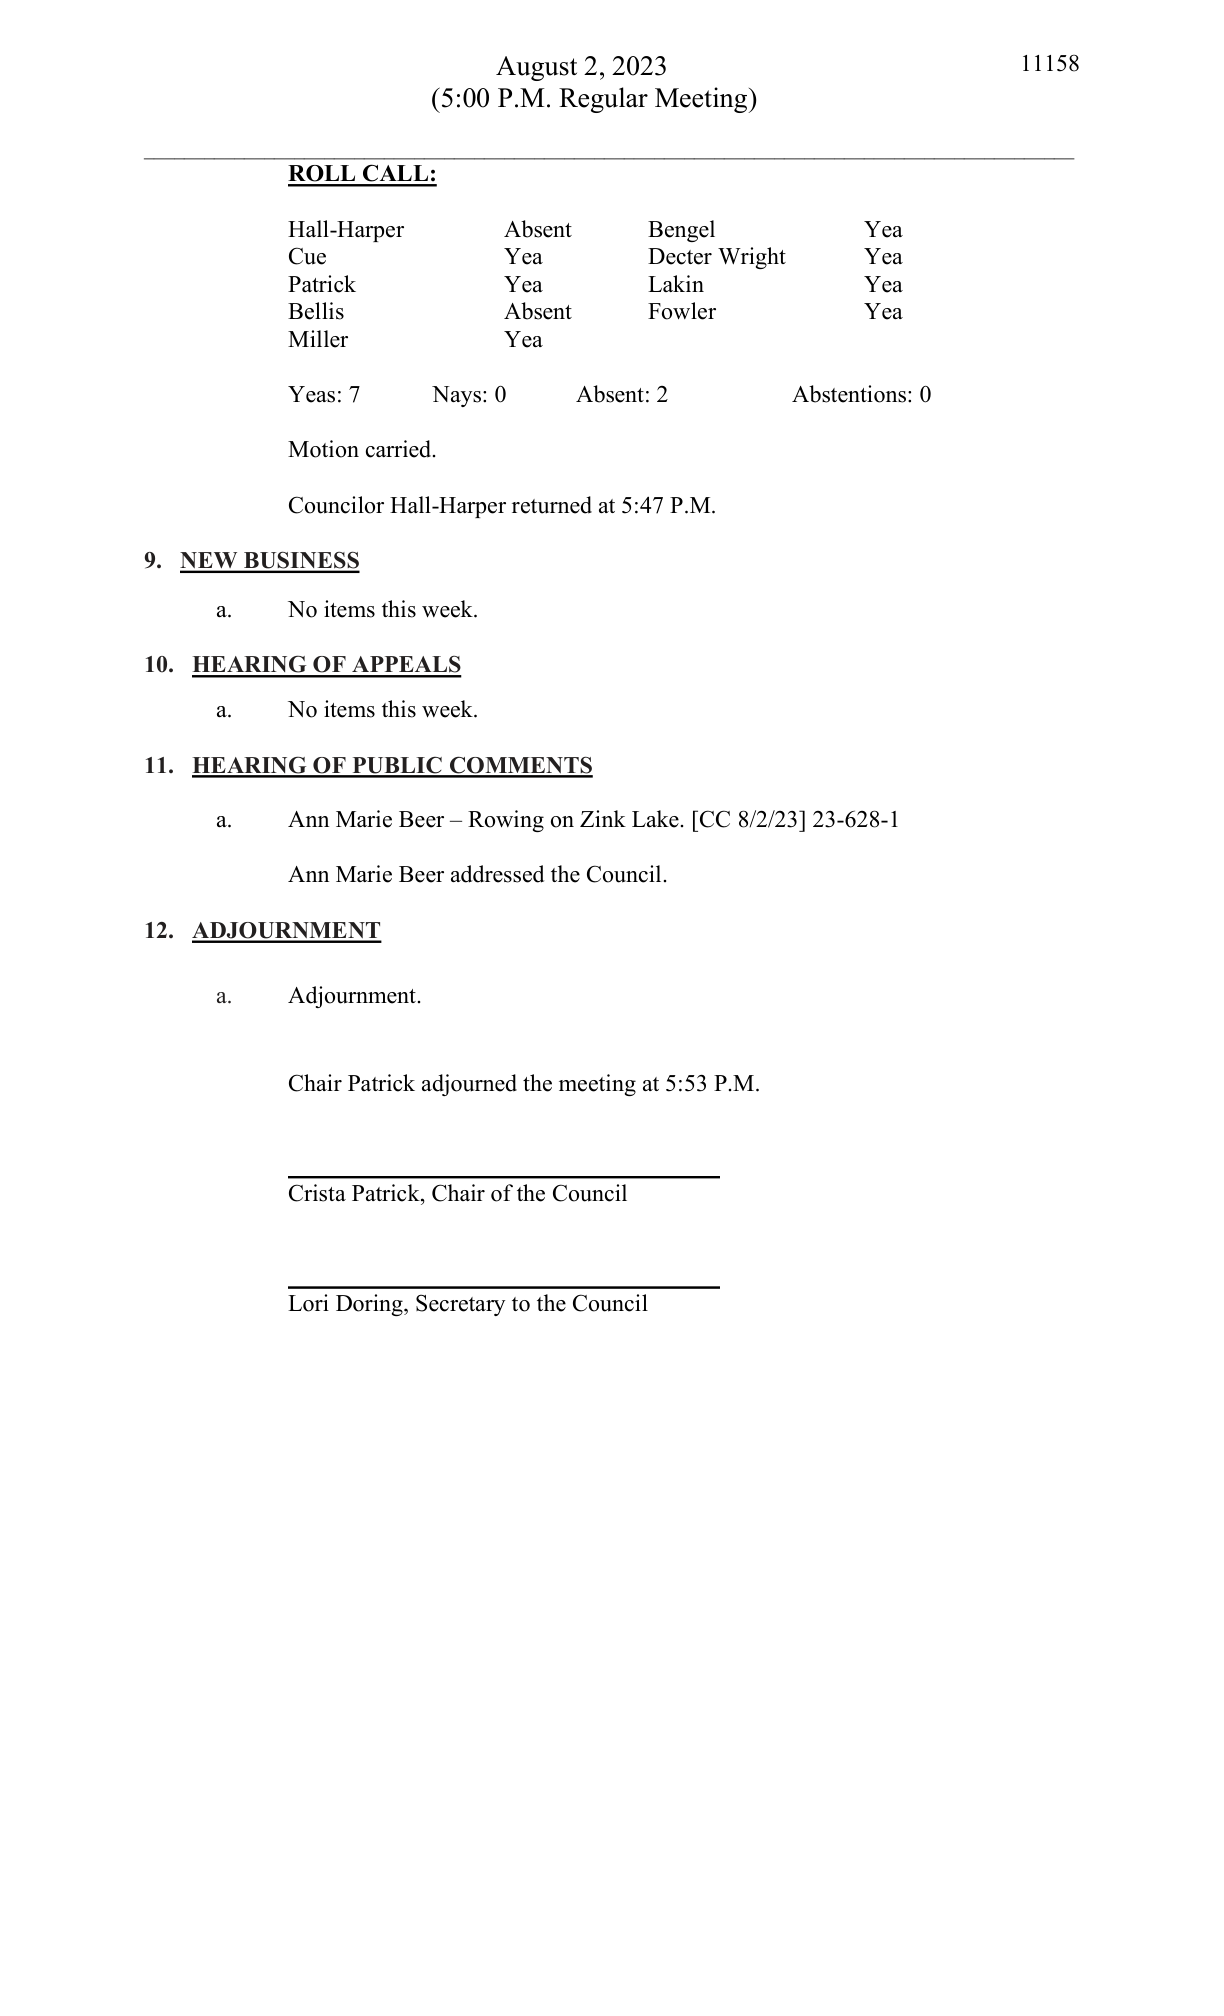 August 2, 2023 11158
(5:00 P.M. Regular Meeting)
ROLL CALL:
Hall-Harper Absent Bengel Yea
Cue Yea Decter Wright Yea
Patrick Yea Lakin Yea
Bellis Absent Fowler Yea
Miller Yea
Yeas: 7 Nays: 0 Absent: 2 Abstentions: 0
Motion carried.
Councilor Hall-Harper returned at 5:47 P.M.
9. NEW BUSINESS
a. No items this week.
10. HEARING OF APPEALS
a. No items this week.
11. HEARING OF PUBLIC COMMENTS
a. Ann Marie Beer – Rowing on Zink Lake. [CC 8/2/23] 23-628-1
Ann Marie Beer addressed the Council.
12. ADJOURNMENT
a. Adjournment.
Chair Patrick adjourned the meeting at 5:53 P.M.
Crista Patrick, Chair of the Council
Lori Doring, Secretary to the Council